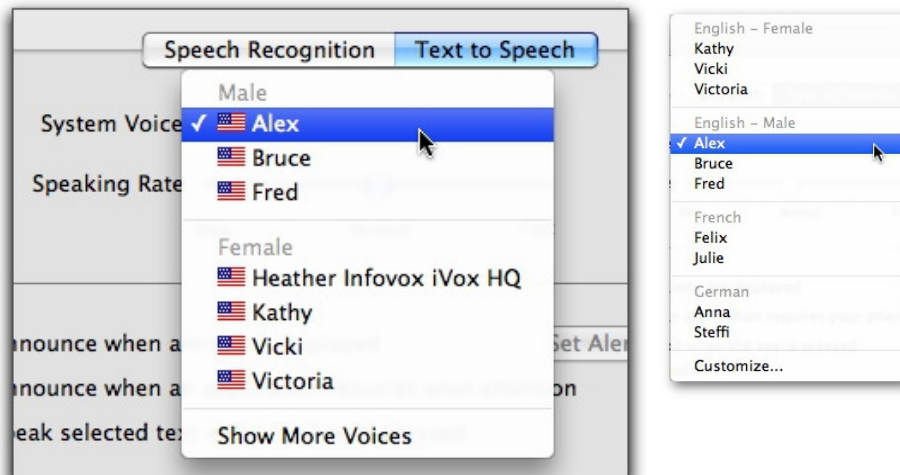 Speech Recognition Text to Speech
Male
System Voice ✓ Alex
Bruce
Speaking Rate
Fred
Female
Heather Infovox iVox HQ
Kathy
nnounce when a
Set Aler
Vicki
Victoria
nnounce when a
on
peak selected tex
Show More Voices
English – Female
Kathy
Vicki
Victoria
English – Male
✓ Alex
Bruce
Fred
French
Felix
Julie
German
Anna
Steffi
Customize...